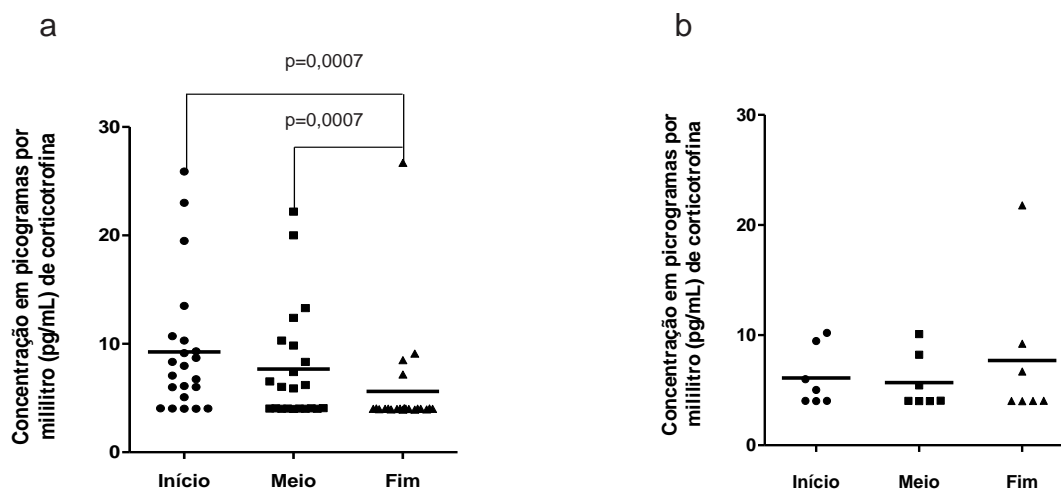 a
p=0,0007
p=0,0007
Concentração em picogramas por
mililitro (pg/mL) de corticotrofina
30
20
10
0
Início Meio Fim
b
Concentração em picrogramas por
mililitro (pg/mL) de corticotrofina
30
20
10
0
Início Meio Fim